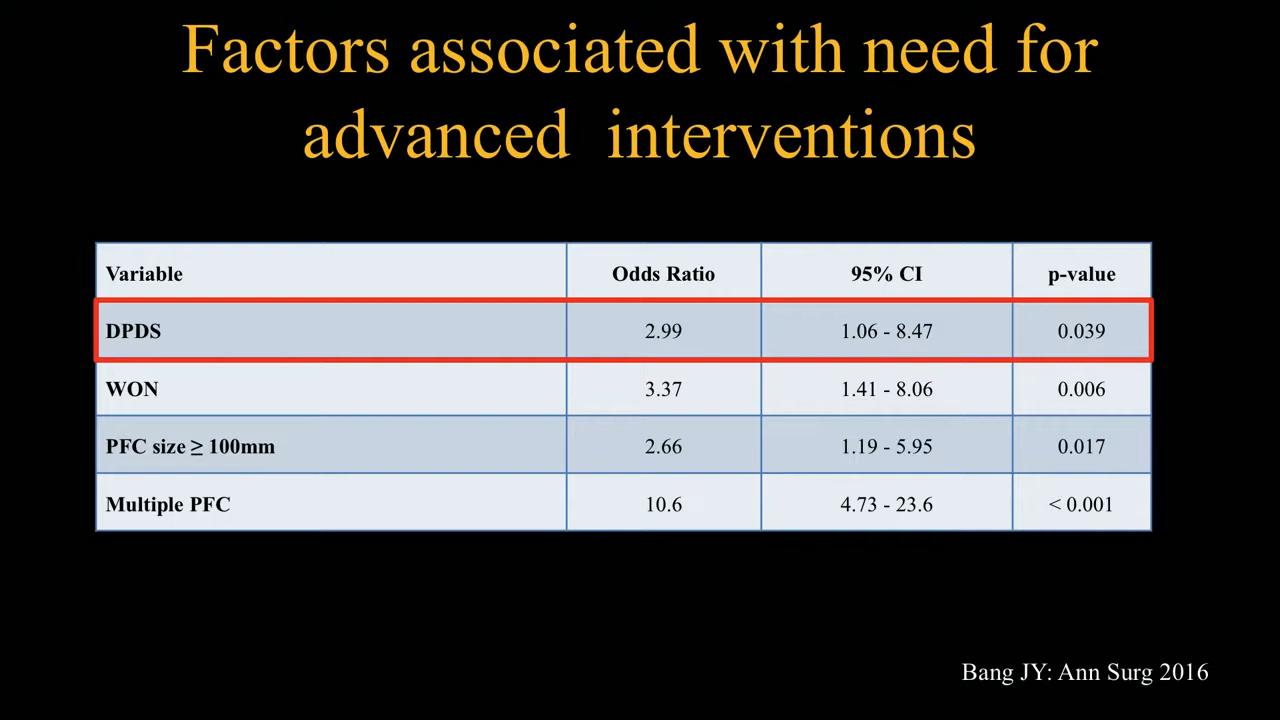 Factors associated with need for
advanced interventions
Variable Odds Ratio 95% CI p-value
DPDS 2.99 1.06 - 8.47 0.039
WON 3.37 1.41 - 8.06 0.006
PFC size ≥ 100mm 2.66 1.19 - 5.95 0.017
Multiple PFC 10.6 4.73 - 23.6 < 0.001
Bang JY: Ann Surg 2016